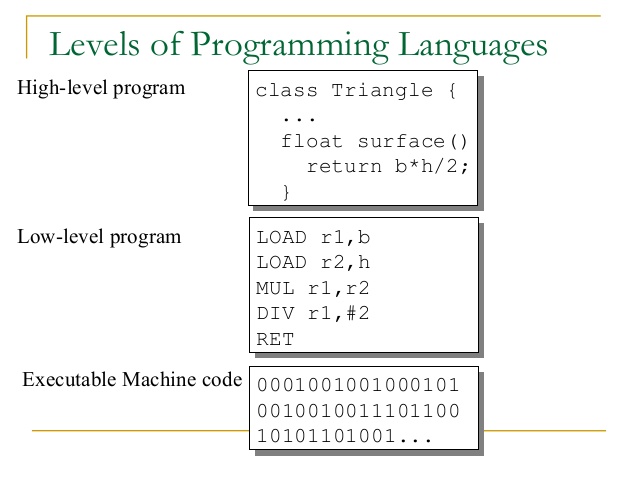 Levels of Programming Languages
High-level program
class Triangle {
...
float surface()
return b*h/2;
}
Low-level program
LOAD r1,b
LOAD r2,h
MUL r1,r2
DIV r1,#2
RET
Executable Machine code
0001001001000101
0010010011101100
10101101001...